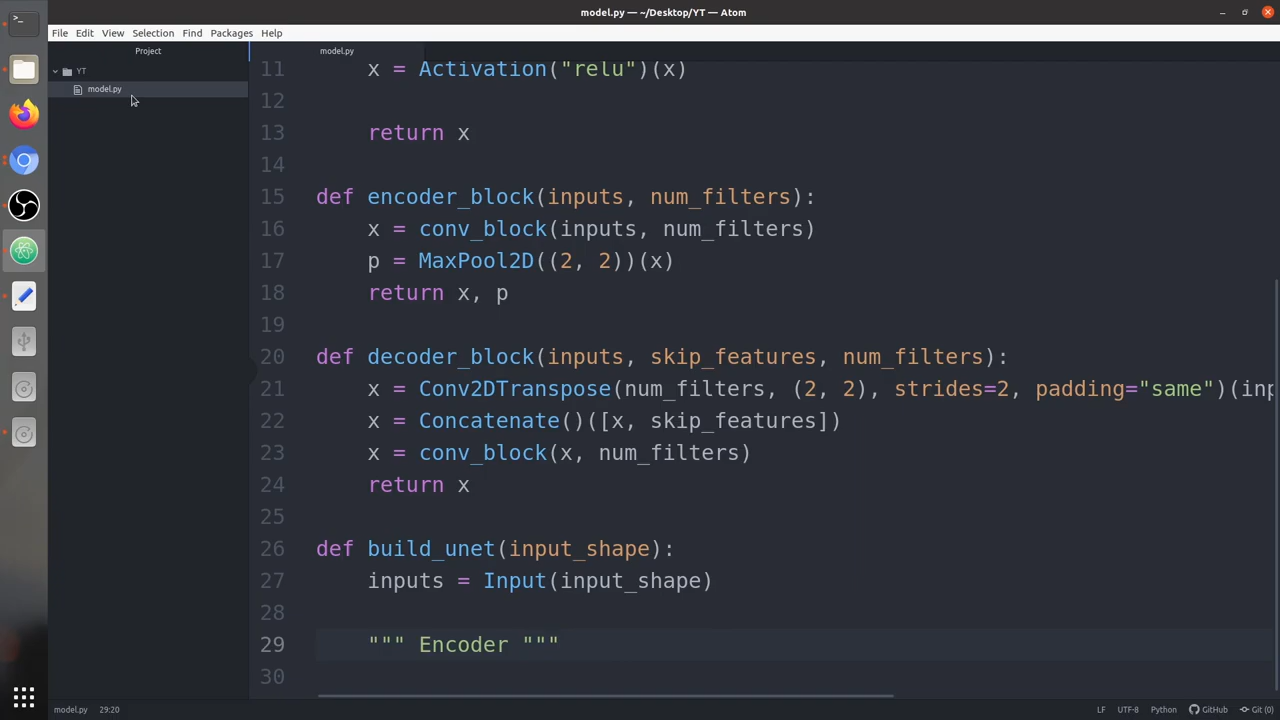 model.py — ~/Desktop/YT — Atom
File Edit View Selection Find Packages Help
Project
YT
model.py
model.py
11 x = Activation("relu")(x)
12
13 return x
14
15 def encoder_block(inputs, num_filters):
16 x = conv_block(inputs, num_filters)
17 p = MaxPool2D((2, 2))(x)
18 return x, p
19
20 def decoder_block(inputs, skip_features, num_filters):
21 x = Conv2DTranspose(num_filters, (2, 2), strides=2, padding="same")(inp
22 x = Concatenate()([x, skip_features])
23 x = conv_block(x, num_filters)
24 return x
25
26 def build_unet(input_shape):
27 inputs = Input(input_shape)
28
29 """ Encoder """
30
model.py 29:20 LF UTF-8 Python GitHub Git (0)